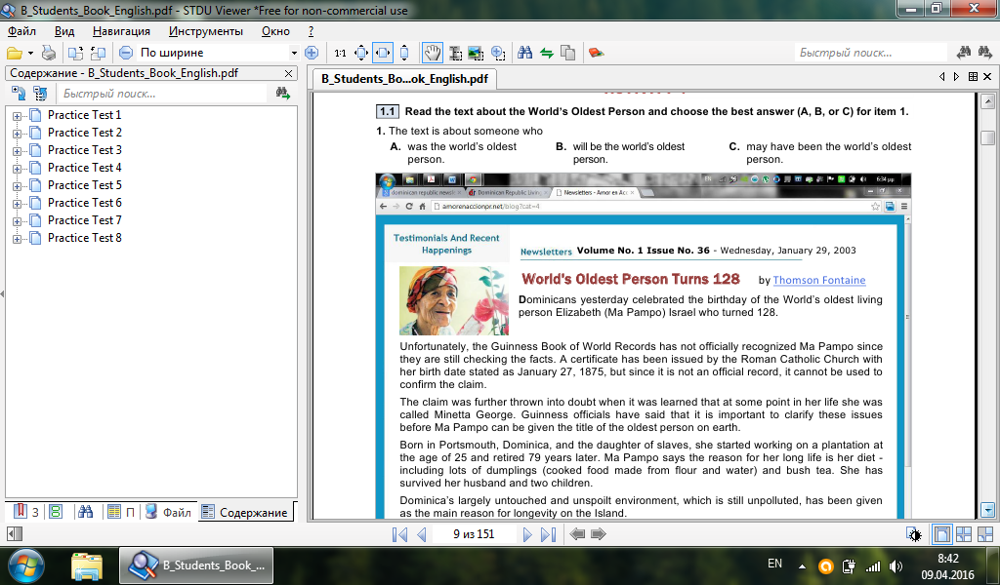 B_Students_Book_English.pdf - STDU Viewer *Free for non-commercial use
Файл Вид Навигация Инструменты Окно ?
По ширине
1:1
Быстрый поиск...
Содержание - B_Students_Book_English.pdf
Быстрый поиск...
Practice Test 1
Practice Test 2
Practice Test 3
Practice Test 4
Practice Test 5
Practice Test 6
Practice Test 7
Practice Test 8
З П Файл Содержание
B_Students_Bo...ok_English.pdf
1.1 Read the text about the World's Oldest Person and choose the best answer (A, B, or C) for item 1.
1. The text is about someone who
A. was the world's oldest person.
B. will be the world's oldest person.
C. may have been the world's oldest person.
EN 6:34 μμ
dominican republic newsh
Dominican Republic Living
Newsletters - Amor en Acc
amorenaccionpr.net/blog?cat=4
Testimonials And Recent
Happenings
Newsletters Volume No. 1 Issue No. 36 - Wednesday, January 29, 2003
World's Oldest Person Turns 128 by Thomson Fontaine
Dominicans yesterday celebrated the birthday of the World's oldest living
person Elizabeth (Ma Pampo) Israel who turned 128.
Unfortunately, the Guinness Book of World Records has not officially recognized Ma Pampo since
they are still checking the facts. A certificate has been issued by the Roman Catholic Church with
her birth date stated as January 27, 1875, but since it is not an official record, it cannot be used to
confirm the claim.
The claim was further thrown into doubt when it was learned that at some point in her life she was
called Minetta George. Guinness officials have said that it is important to clarify these issues
before Ma Pampo can be given the title of the oldest person on earth.
Born in Portsmouth, Dominica, and the daughter of slaves, she started working on a plantation at
the age of 25 and retired 79 years later. Ma Pampo says the reason for her long life is her diet -
including lots of dumplings (cooked food made from flour and water) and bush tea. She has
survived her husband and two children.
Dominica's largely untouched and unspoilt environment, which is still unpolluted, has been given
as the main reason for longevity on the Island.
9 из 151
B_Students_Book_...
EN
8:42
09.04.2016